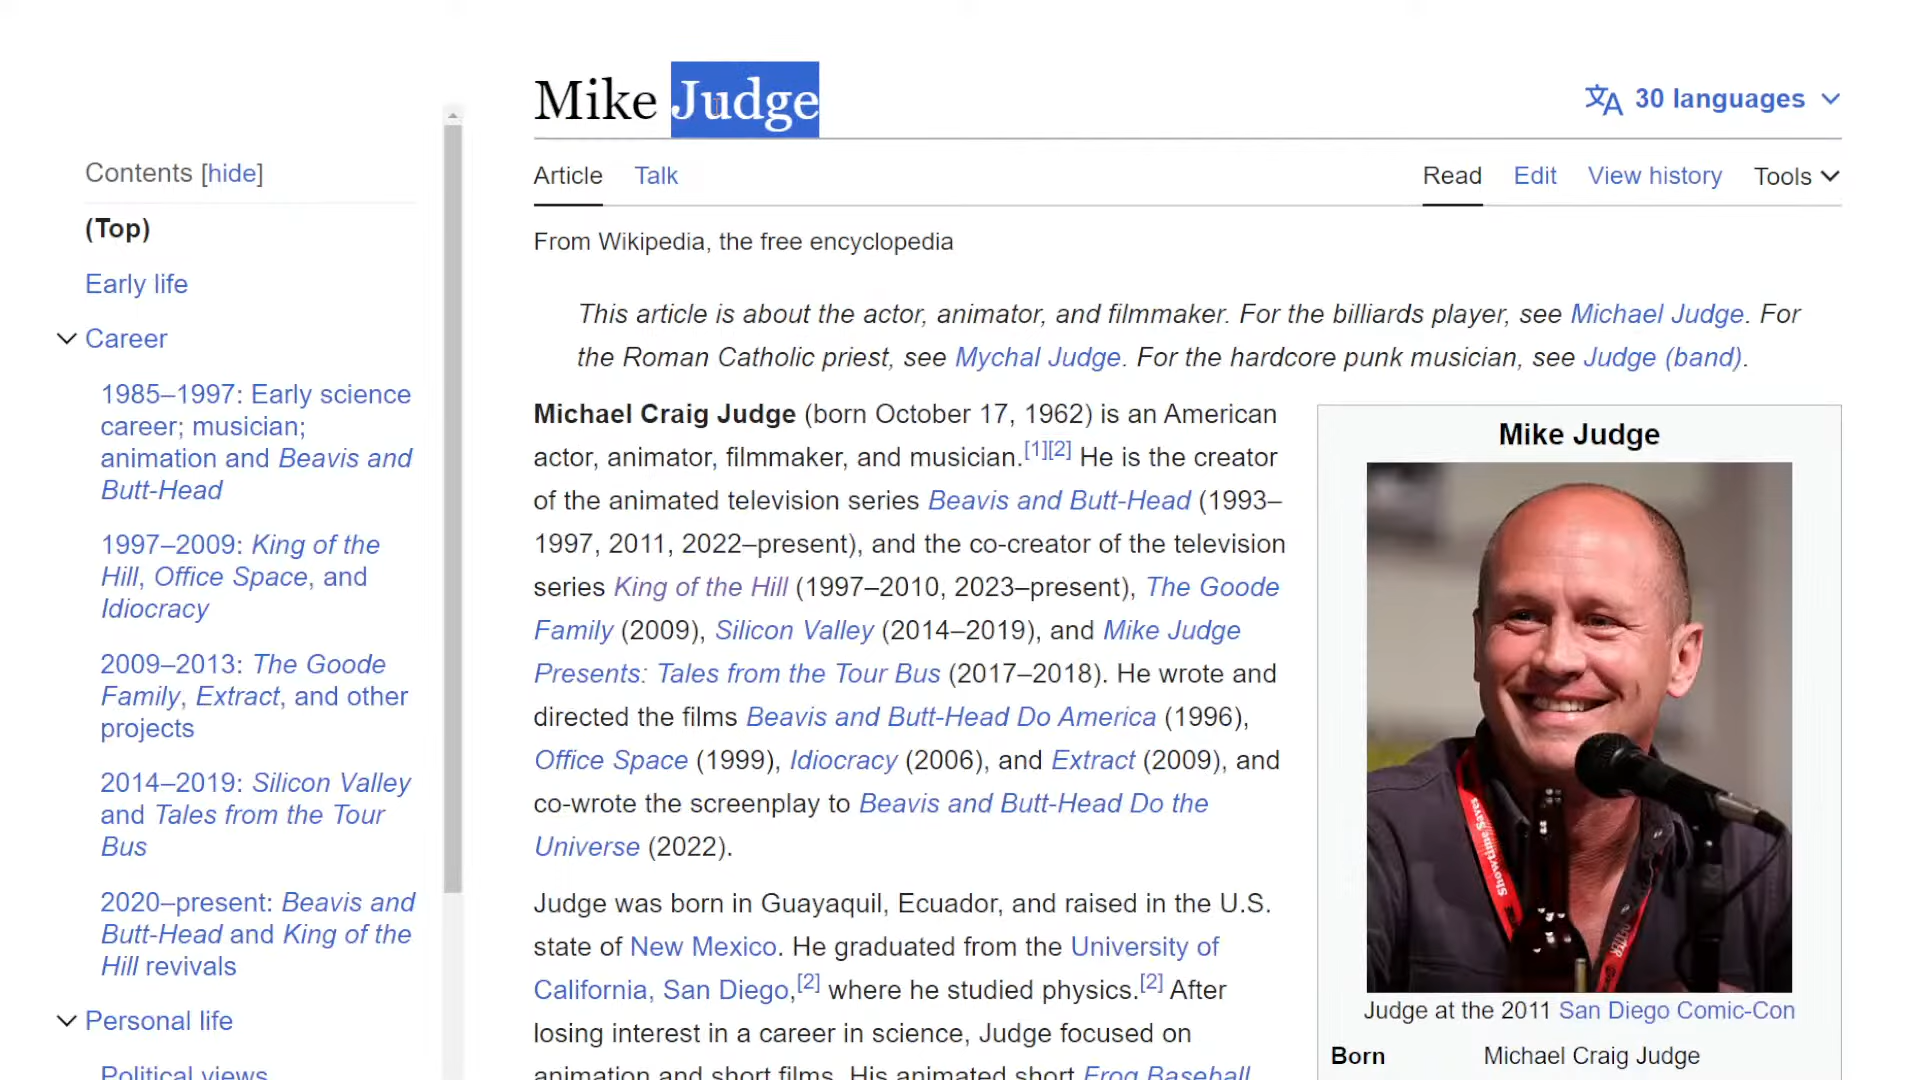 Mike Judge
30 languages
Contents [hide]
(Top)
Early life
Career
1985–1997: Early science
career; musician;
animation and Beavis and
Butt-Head
1997–2009: King of the
Hill, Office Space, and
Idiocracy
2009–2013: The Goode
Family, Extract, and other
projects
2014–2019: Silicon Valley
and Tales from the Tour
Bus
2020–present: Beavis and
Butt-Head and King of the
Hill revivals
Personal life
Political views
Article Talk
Read Edit View history Tools
From Wikipedia, the free encyclopedia
This article is about the actor, animator, and filmmaker. For the billiards player, see Michael Judge. For
the Roman Catholic priest, see Mychal Judge. For the hardcore punk musician, see Judge (band).
Michael Craig Judge (born October 17, 1962) is an American
actor, animator, filmmaker, and musician.[1][2] He is the creator
of the animated television series Beavis and Butt-Head (1993–
1997, 2011, 2022–present), and the co-creator of the television
series King of the Hill (1997–2010, 2023–present), The Goode
Family (2009), Silicon Valley (2014–2019), and Mike Judge
Presents: Tales from the Tour Bus (2017–2018). He wrote and
directed the films Beavis and Butt-Head Do America (1996),
Office Space (1999), Idiocracy (2006), and Extract (2009), and
co-wrote the screenplay to Beavis and Butt-Head Do the
Universe (2022).
Judge was born in Guayaquil, Ecuador, and raised in the U.S.
state of New Mexico. He graduated from the University of
California, San Diego,[2] where he studied physics.[2] After
losing interest in a career in science, Judge focused on
animation and short films. His animated short Frog Baseball
Mike Judge
Showtime Saves
Judge at the 2011 San Diego Comic-Con
Born Michael Craig Judge